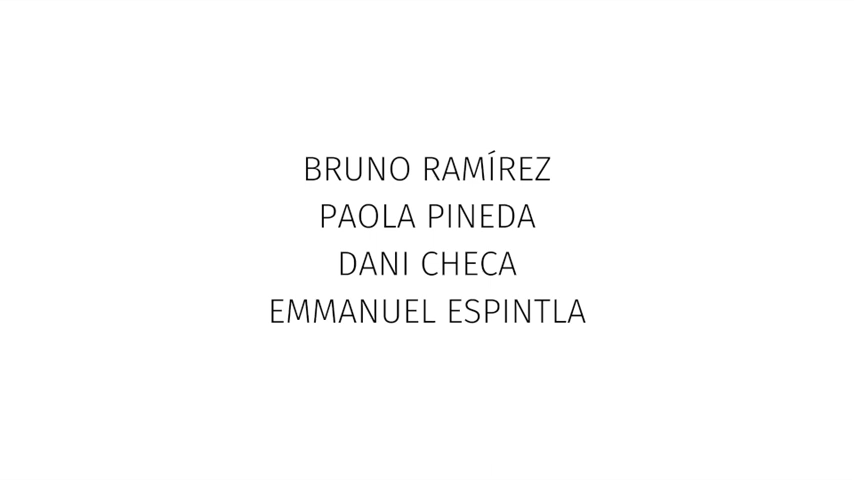 BRUNO RAMÍREZ
PAOLA PINEDA
DANI CHECA
EMMANUEL ESPINTLA